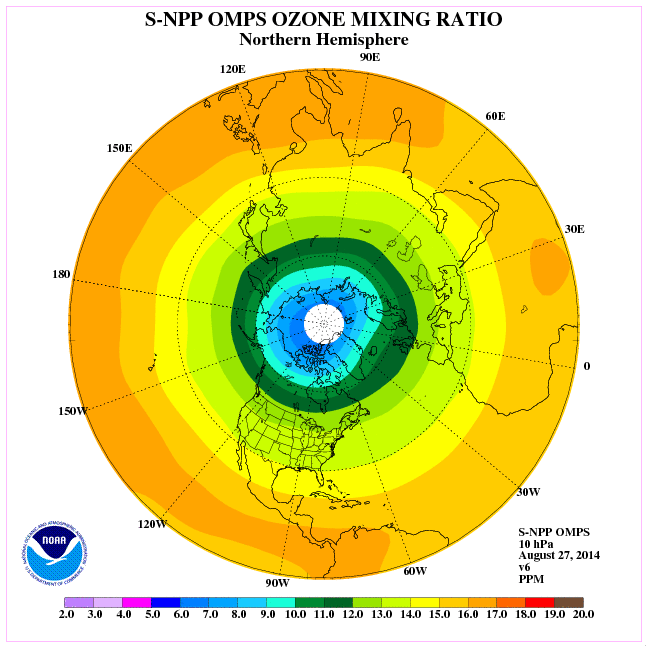 S-NPP OMPS OZONE MIXING RATIO
Northern Hemisphere
90E
120E
60E
150E
30E
180
0
150W
30W
120W
60W
90W
NOAA
S-NPP OMPS
10 hPa
August 27, 2014
v6
PPM
2.0 3.0 4.0 5.0 6.0 7.0 8.0 9.0 10.0 11.0 12.0 13.0 14.0 15.0 16.0 17.0 18.0 19.0 20.0